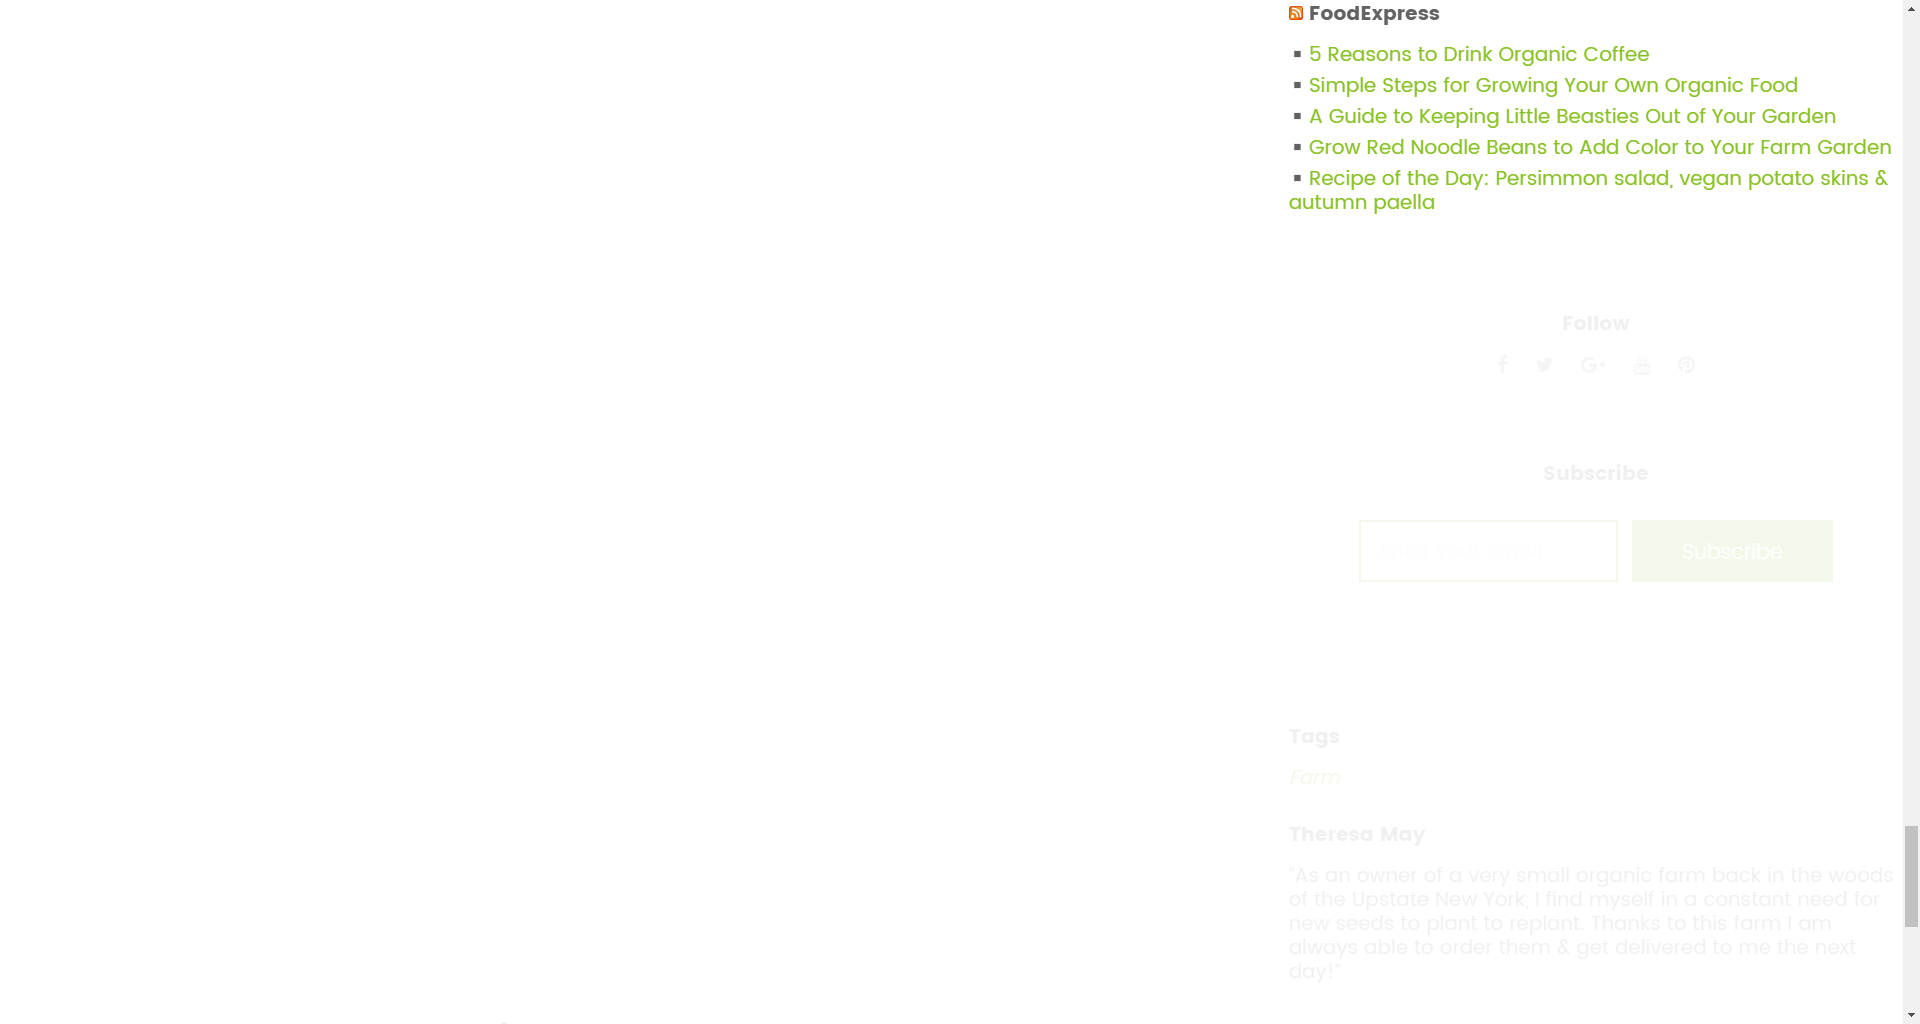 FoodExpress
5 Reasons to Drink Organic Coffee
Simple Steps for Growing Your Own Organic Food
A Guide to Keeping Little Beasties Out of Your Garden
Grow Red Noodle Beans to Add Color to Your Farm Garden
Recipe of the Day: Persimmon salad, vegan potato skins &
autumn paella
Follow
Subscribe
Enter your email
Subscribe
Tags
Farm
Theresa May
"As an owner of a very small organic farm back in the woods
of the Upstate New York, I find myself in a constant need for
new seeds to plant to replant. Thanks to this farm I am
always able to order them & get delivered to me the next
day!"